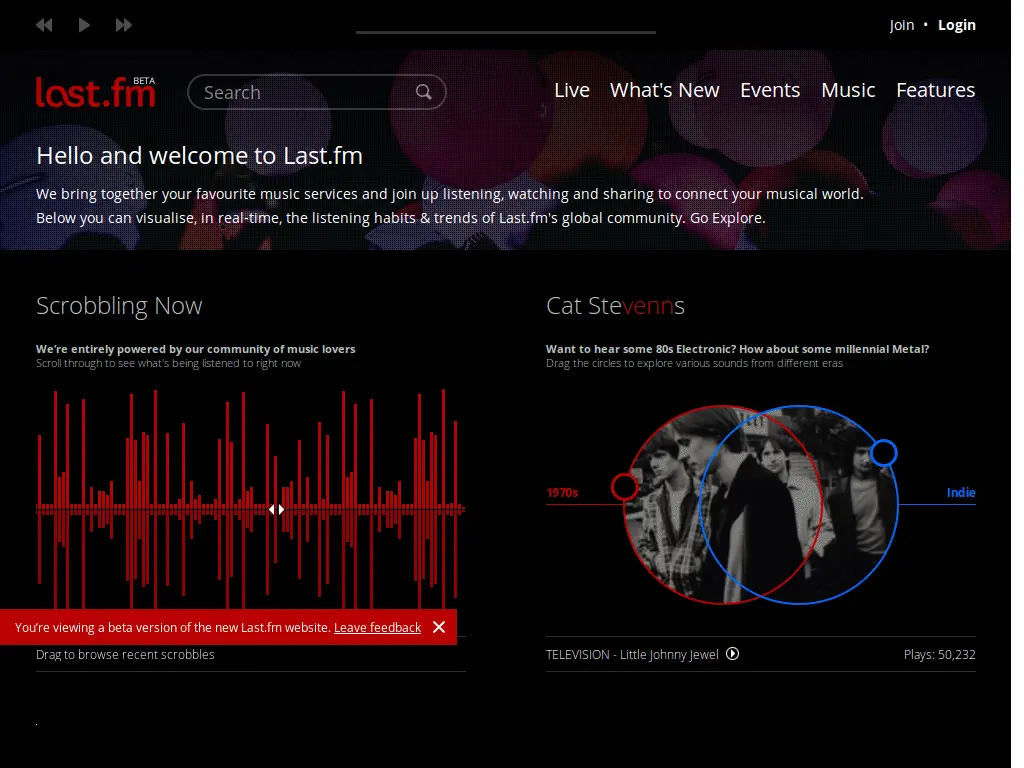 Join • Login
last.fm BETA
Search
Live What's New Events Music Features
Hello and welcome to Last.fm
We bring together your favourite music services and join up listening, watching and sharing to connect your musical world.
Below you can visualise, in real-time, the listening habits & trends of Last.fm's global community. Go Explore.
Scrobbling Now
We're entirely powered by our community of music lovers
Scroll through to see what's being listened to right now
You're viewing a beta version of the new Last.fm website. Leave feedback
Drag to browse recent scrobbles
Cat Stevenns
Want to hear some 80s Electronic? How about some millennial Metal?
Drag the circles to explore various sounds from different eras
1970s
Indie
TELEVISION - Little Johnny Jewel
Plays: 50,232